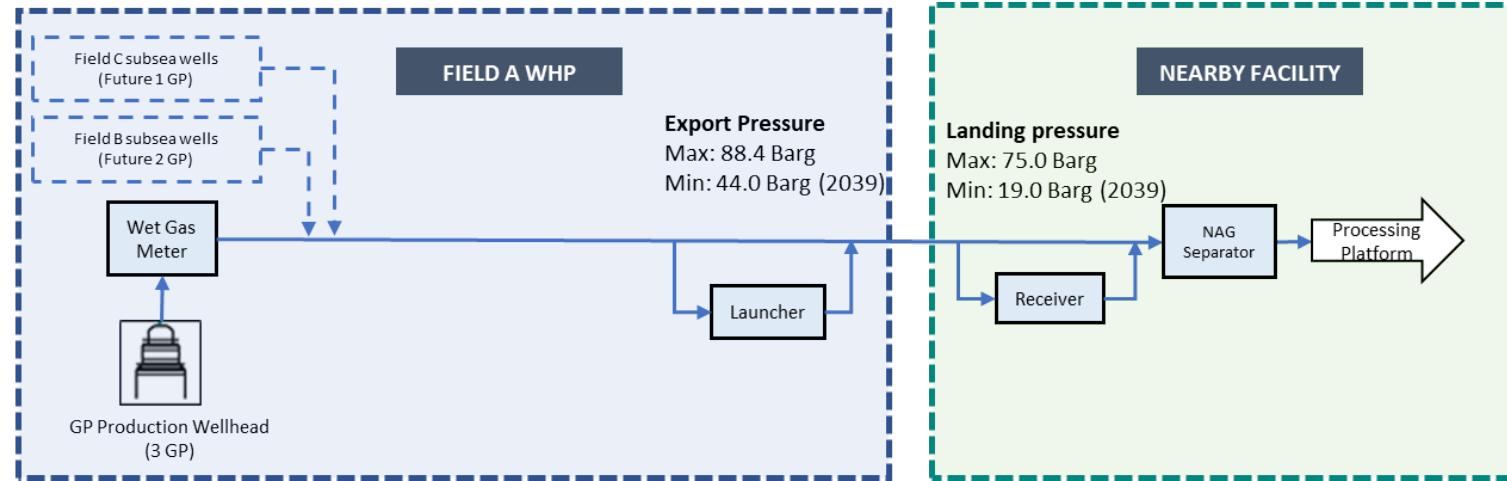 Field C subsea wells
(Future 1 GP)
FIELD A WHP
NEARBY FACILITY
Field B subsea wells
(Future 2 GP)
Export Pressure
Max: 88.4 Barg
Min: 44.0 Barg (2039)
Landing pressure
Max: 75.0 Barg
Min: 19.0 Barg (2039)
Wet Gas
Meter
NAG
Separator
Processing
Platform
Launcher
Receiver
GP Production Wellhead
(3 GP)